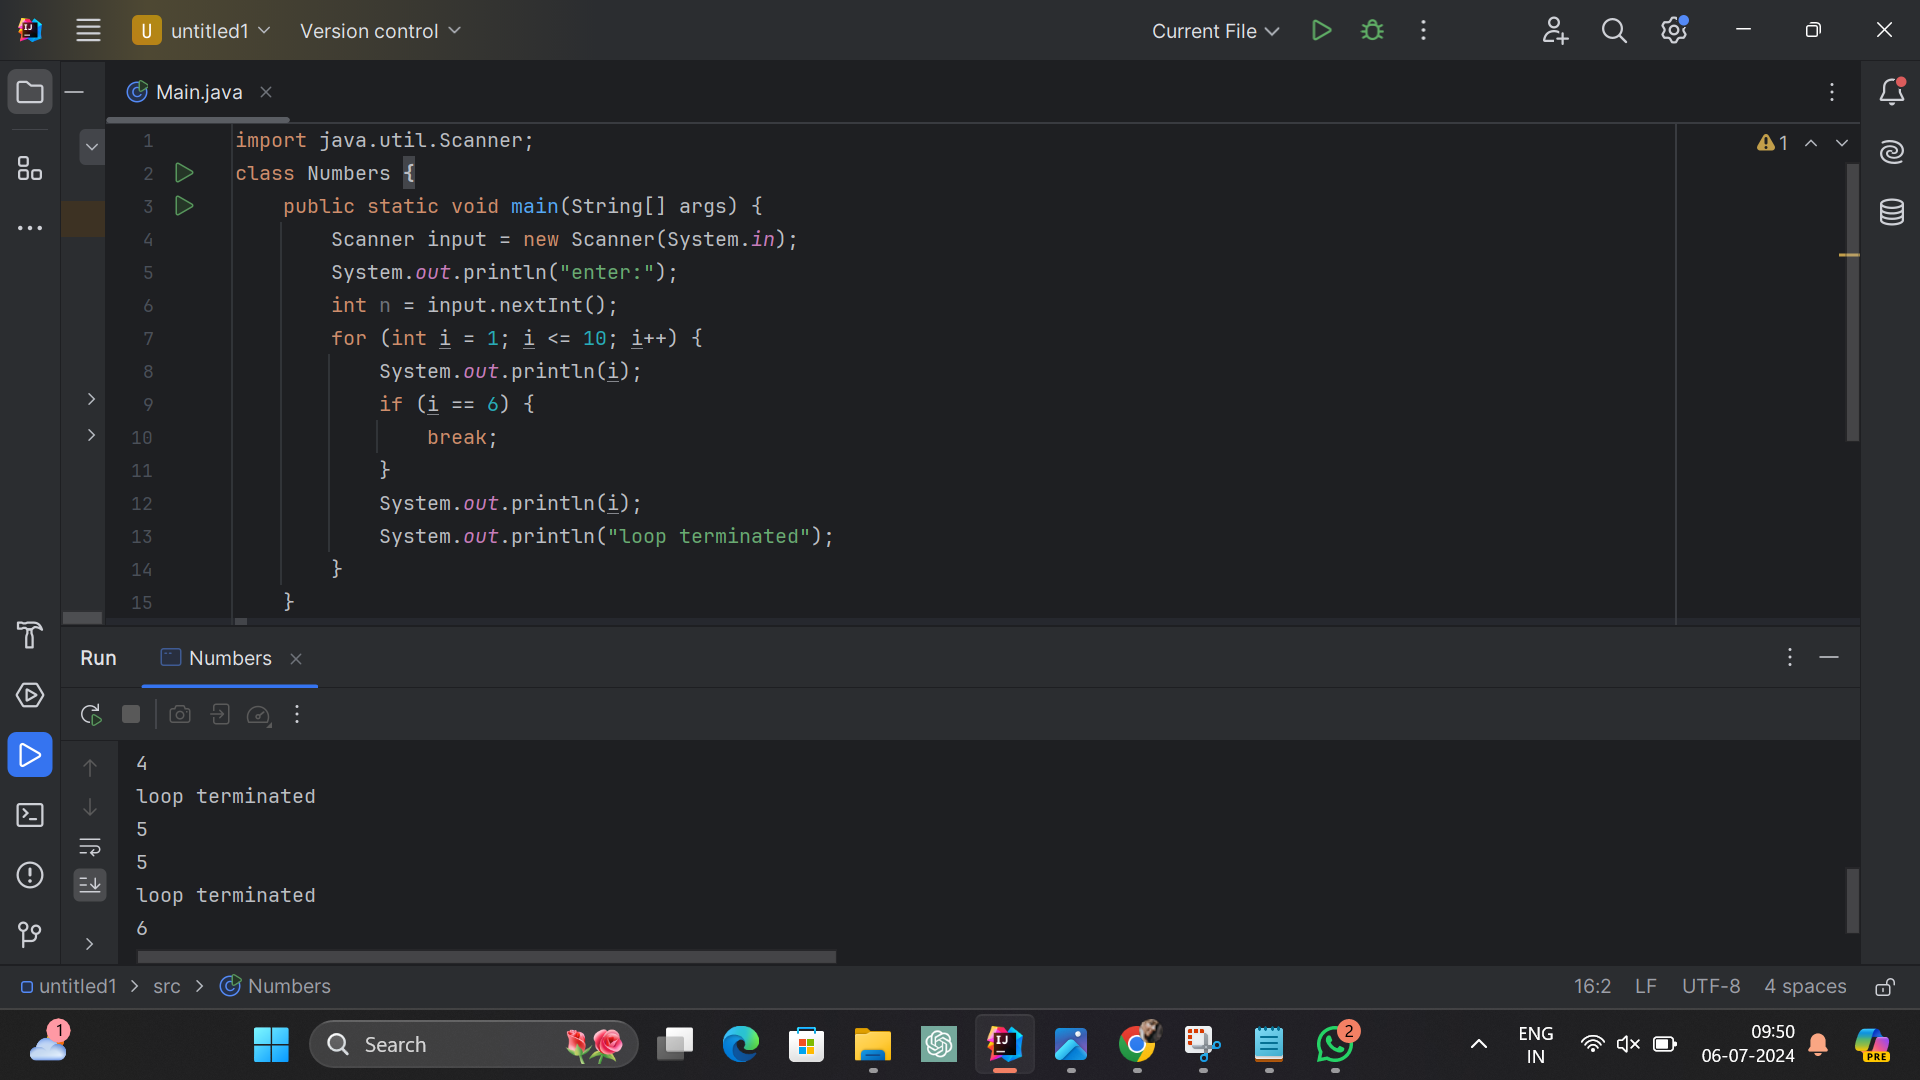 U untitled1 Version control Current File
Main.java
1 import java.util.Scanner;
2 class Numbers {
3 public static void main(String[] args) {
4 Scanner input = new Scanner(System.in);
5 System.out.println("enter:");
6 int n = input.nextInt();
7 for (int i = 1; i <= 10; i++) {
8 System.out.println(i);
9 if (i == 6) {
10 break;
11 }
12 System.out.println(i);
13 System.out.println("loop terminated");
14 }
15 }
1
Run Numbers
4
loop terminated
5
5
loop terminated
6
untitled1 > src > Numbers 16:2 LF UTF-8 4 spaces
1 Search IJ 2 ENG 09:50
IN 06-07-2024 PRE